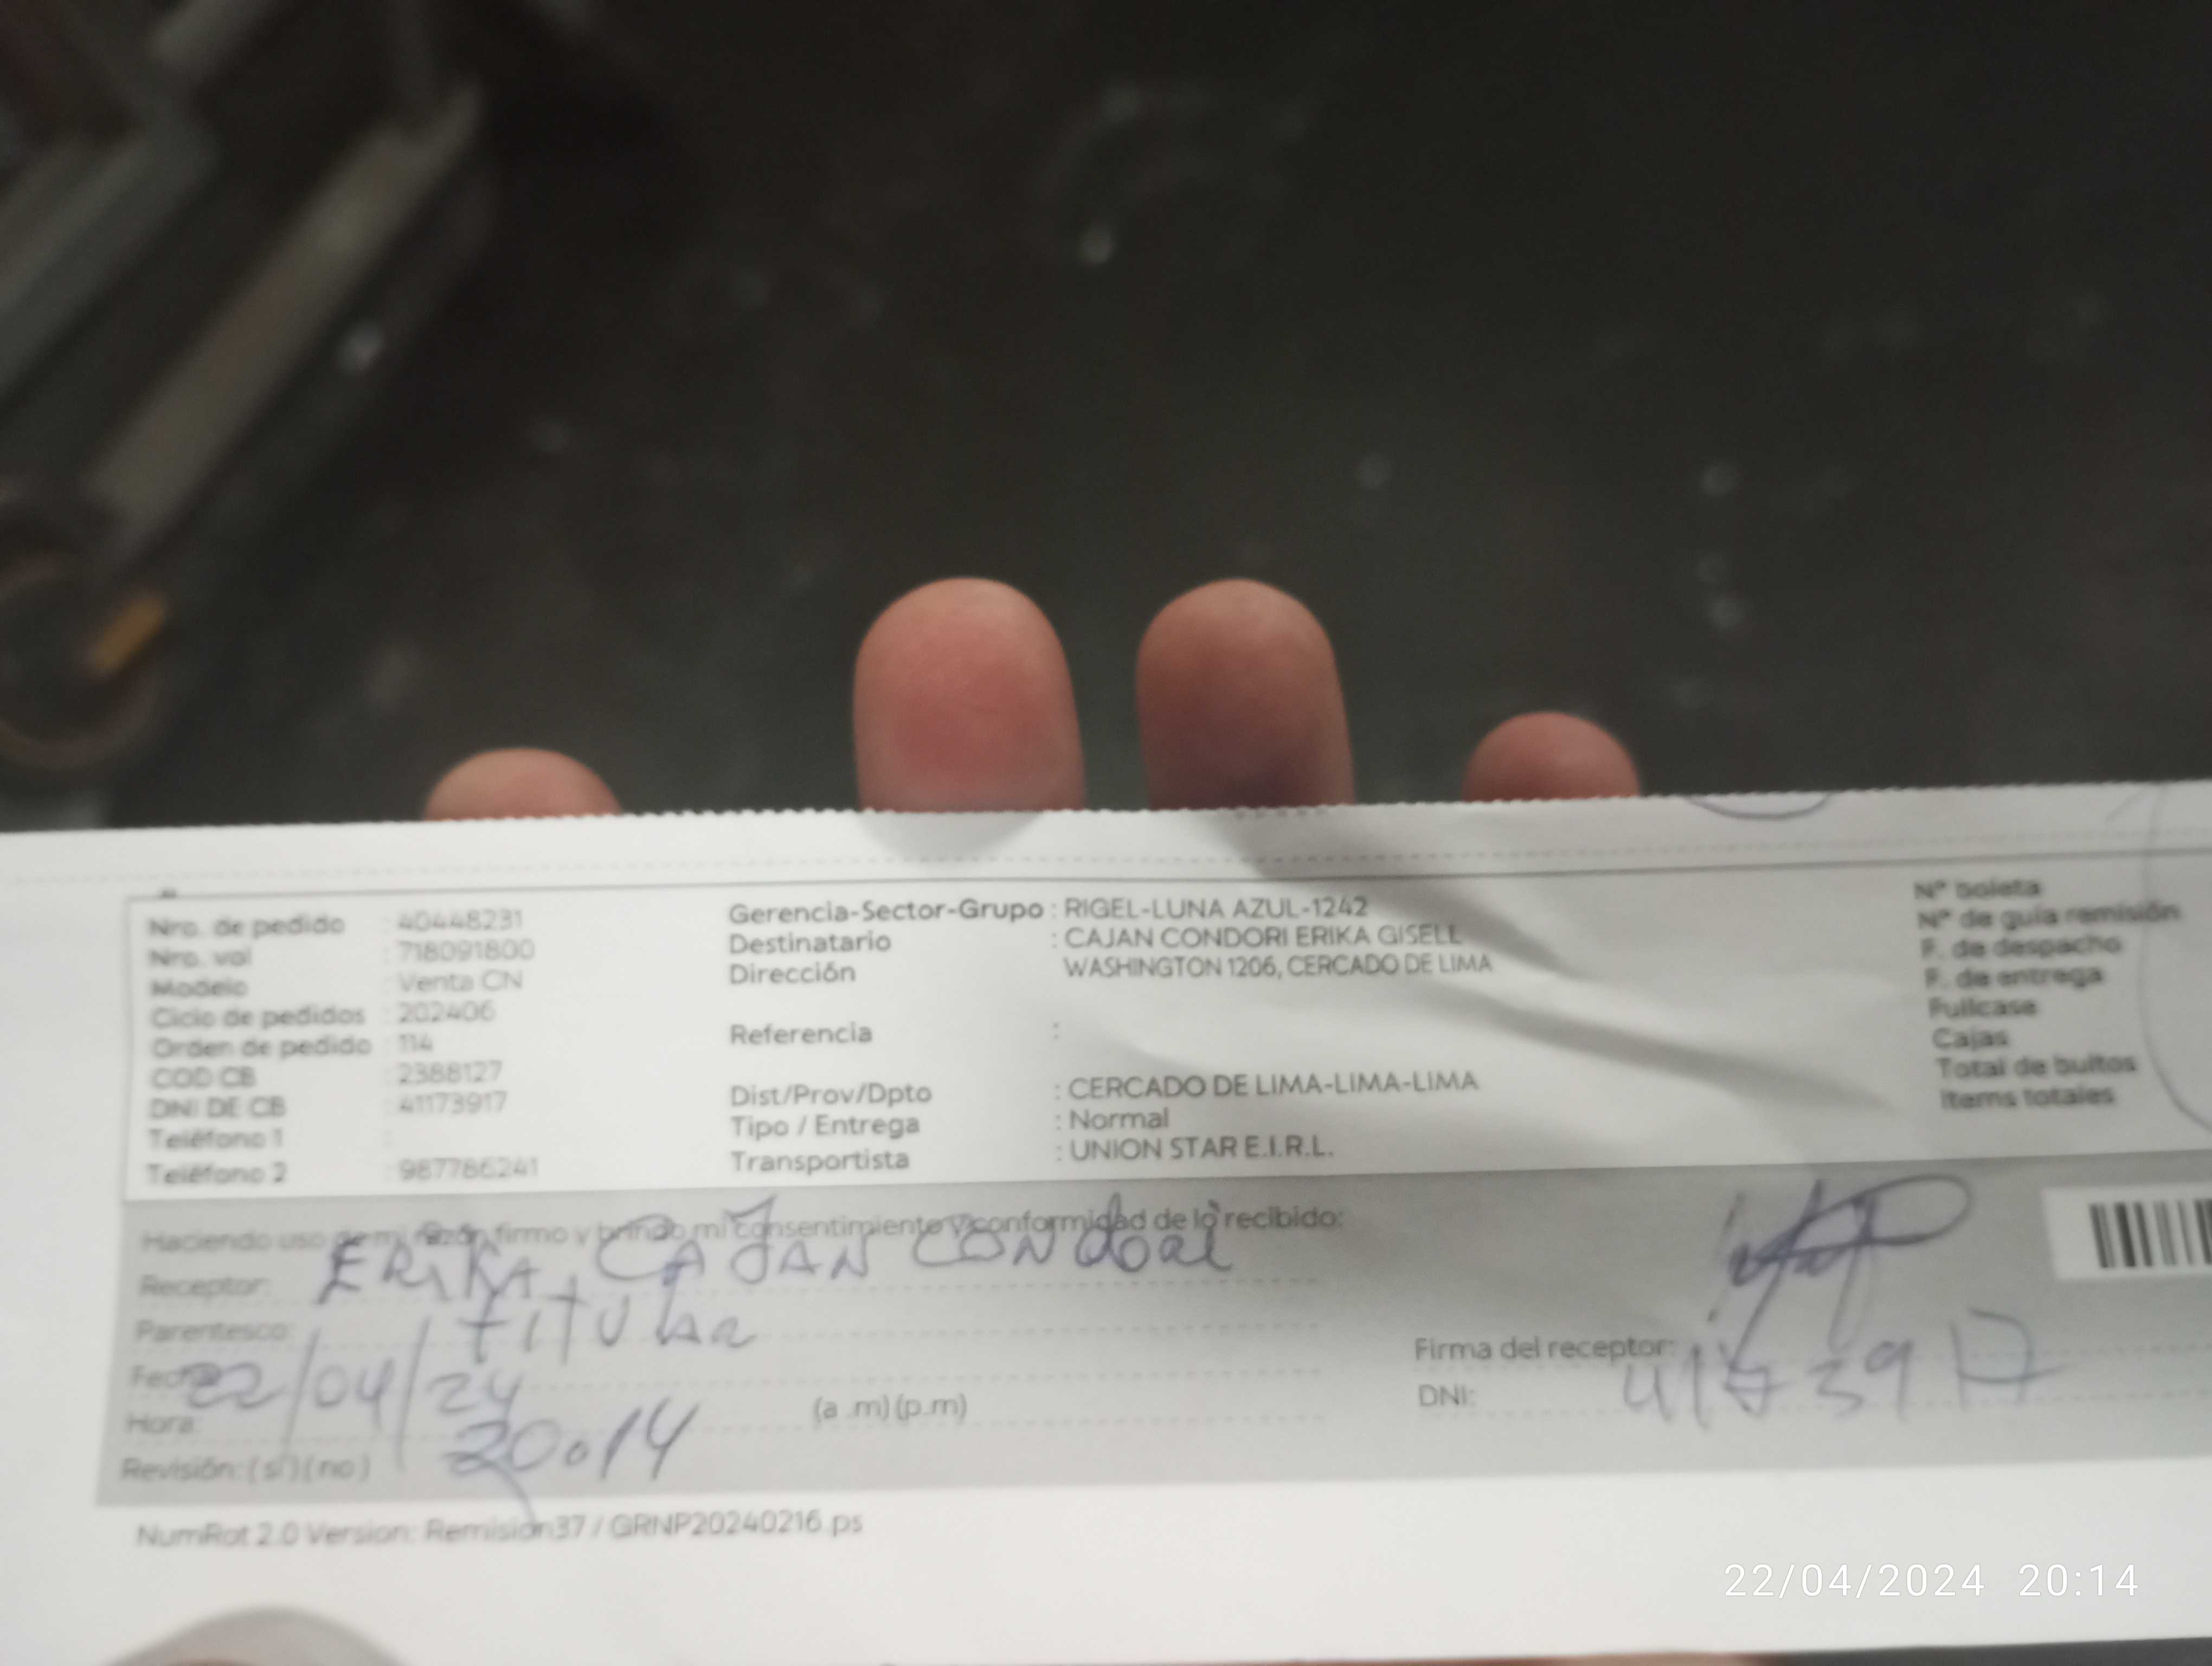 Nro. de pedido : 40448231
Nro. vol : 718091800
Modelo : Venta CN
Ciclo de pedidos : 202406
Orden de pedido : 114
COD CB : 2388127
DNI DE CB : 41173917
Teléfono 1 :
Teléfono 2 : 987786241
Gerencia-Sector-Grupo : RIGEL-LUNA AZUL-1242
Destinatario : CAJAN CONDORI ERIKA GISELL
Dirección WASHINGTON 1206, CERCADO DE LIMA
Referencia :
Dist/Prov/Dpto : CERCADO DE LIMA-LIMA-LIMA
Tipo / Entrega : Normal
Transportista : UNION STAR E.I.R.L.
N° boleta
N° de guía remisión
F. de despacho
F. de entrega
Fullcase
Cajas
Total de bultos
Items totales
Haciendo uso de mi razón firmo y brindo mi consentimiento y conformidad de lo recibido:
Receptor: ERIKA CAJAN CONDORI
Parentesco: TITULAR
Fecha 22/04/24
Hora: 20:14 (a .m) (p.m)
Revisión: (si) (no)
Firma del receptor:
DNI: 41173917
NumRot 2.0 Version: Remision37 / GRNP20240216.ps
22/04/2024 20:14